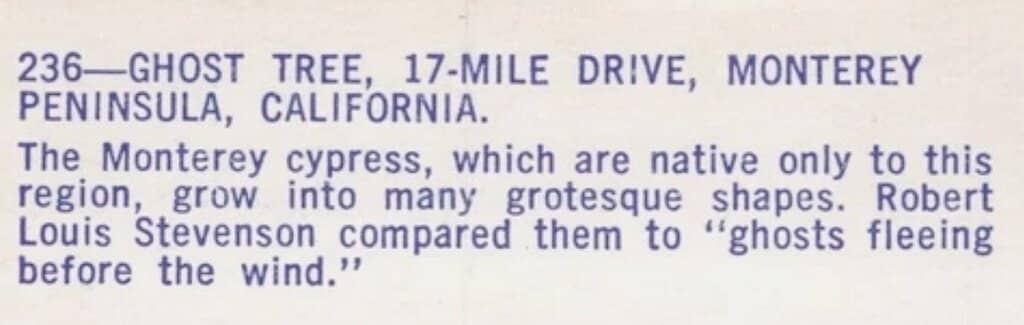 236—GHOST TREE, 17-MILE DRIVE, MONTEREY
PENINSULA, CALIFORNIA.
The Monterey cypress, which are native only to this
region, grow into many grotesque shapes. Robert
Louis Stevenson compared them to “ghosts fleeing
before the wind.”